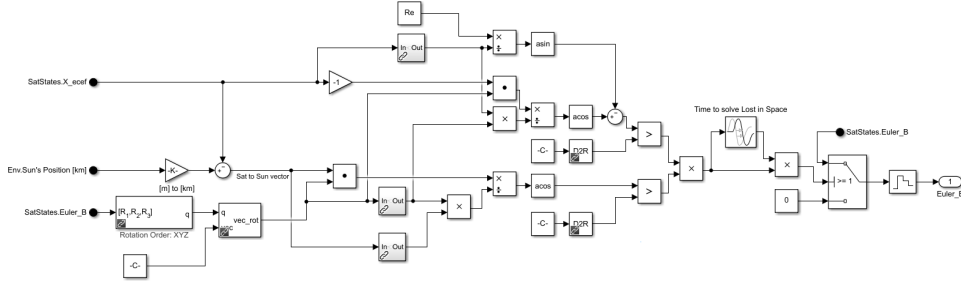 Re
In Out
×
÷
asin
SatStates.X_ecef
-1
•
×
×
÷
acos
+ -
Time to solve Lost in Space
SatStates.Euler_B
-C-
D2R
>
×
×
>= 1
Env.Sun's Position [km]
-K-
+ -
Sat to Sun vector
[m] to [km]
•
×
÷
acos
>
0
1
SatStates.Euler_B
[R1,R2,R3] q
Rotation Order: XYZ
q
vec_rot
In Out
×
-C-
D2R
In Out
-C-